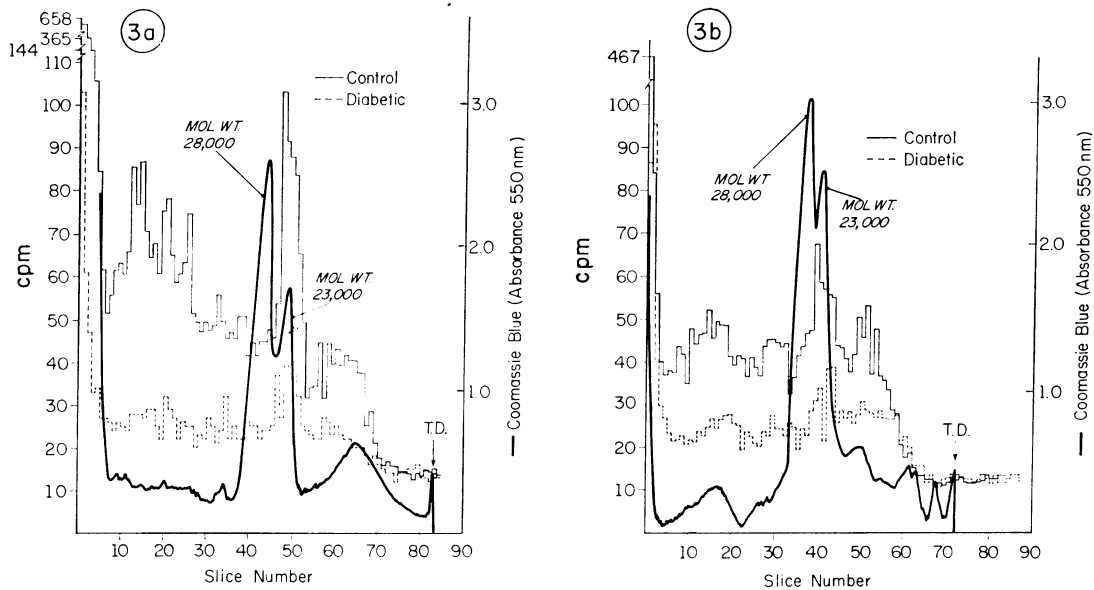 3a
658
365
144
110
100
90
80
70
60
50
40
30
20
10
cpm
Control
Diabetic
MOL WT.
28,000
MOL WT.
23,000
T.D.
3.0
2.0
1.0
Coomassie Blue (Absorbance 550 nm)
10 20 30 40 50 60 70 80 90
Slice Number
3b
467
100
90
80
70
60
50
40
30
20
10
cpm
Control
Diabetic
MOL WT
28,000
MOL WT.
23,000
T.D.
3.0
2.0
1.0
Coomassie Blue (Absorbance 550 nm)
10 20 30 40 50 60 70 80 90
Slice Number